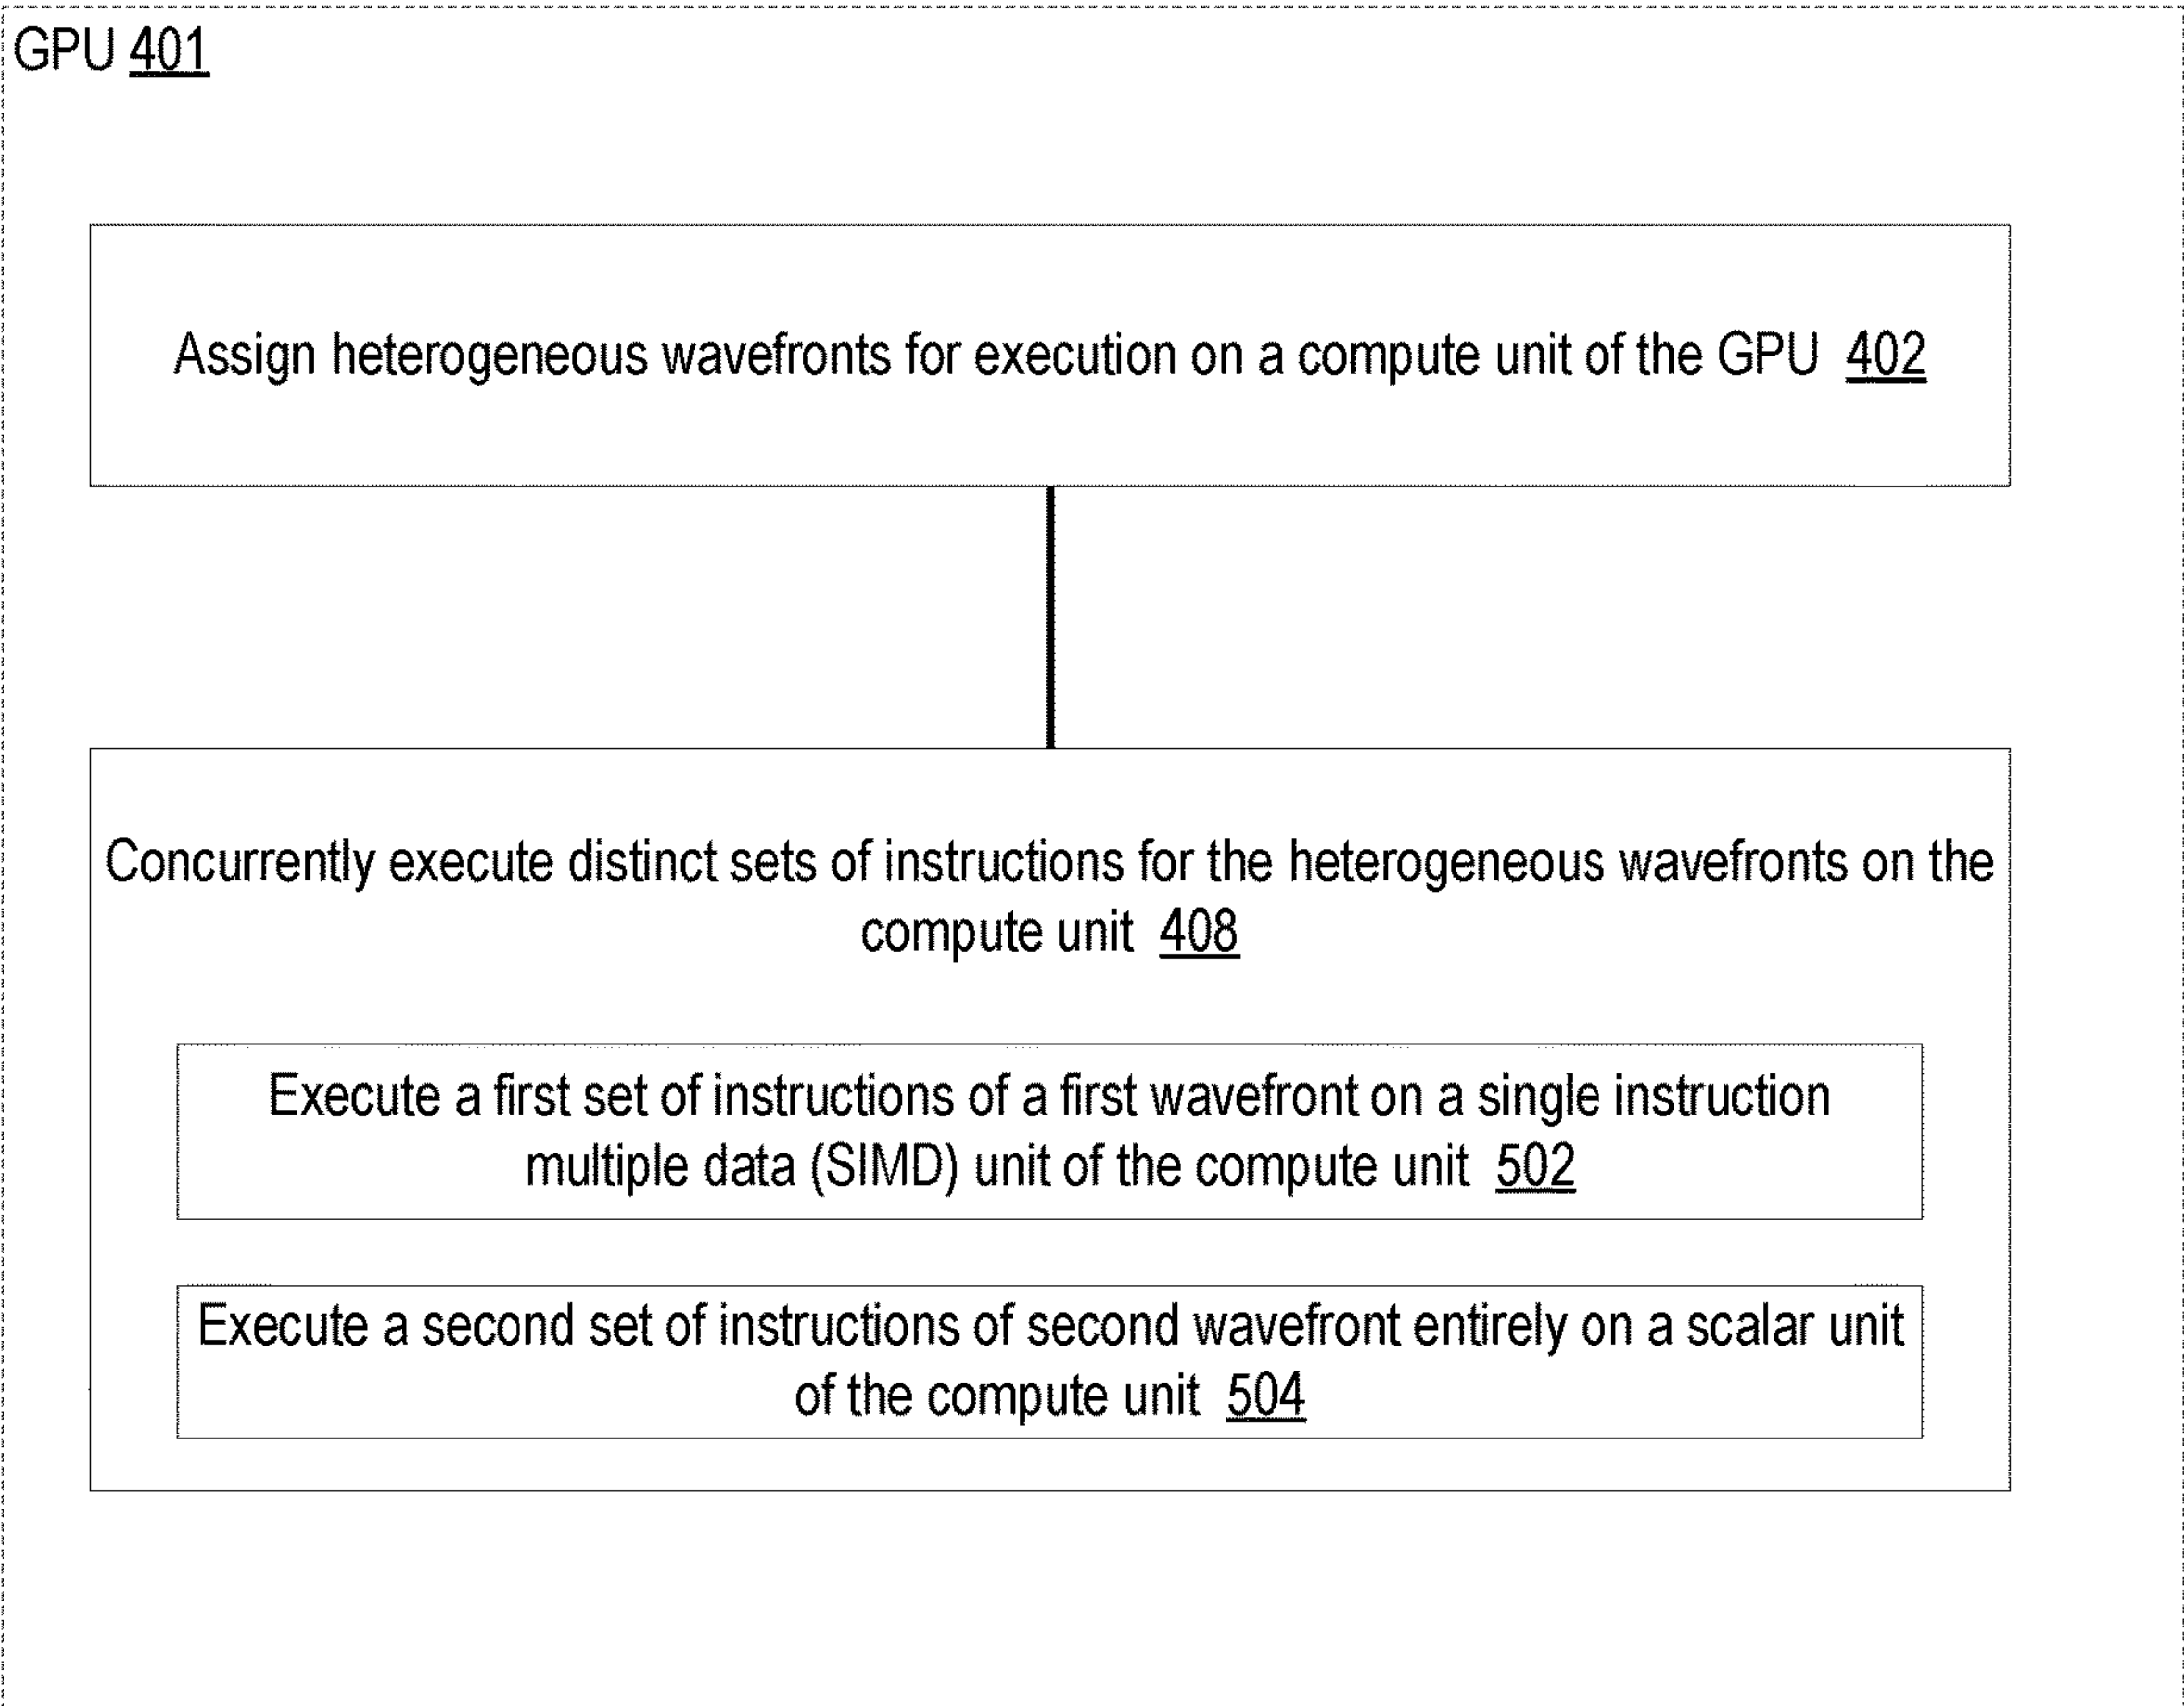 GPU 401
Assign heterogeneous wavefronts for execution on a compute unit of the GPU 402
Concurrently execute distinct sets of instructions for the heterogeneous wavefronts on the
compute unit 408
Execute a first set of instructions of a first wavefront on a single instruction
multiple data (SIMD) unit of the compute unit 502
Execute a second set of instructions of second wavefront entirely on a scalar unit
of the compute unit 504